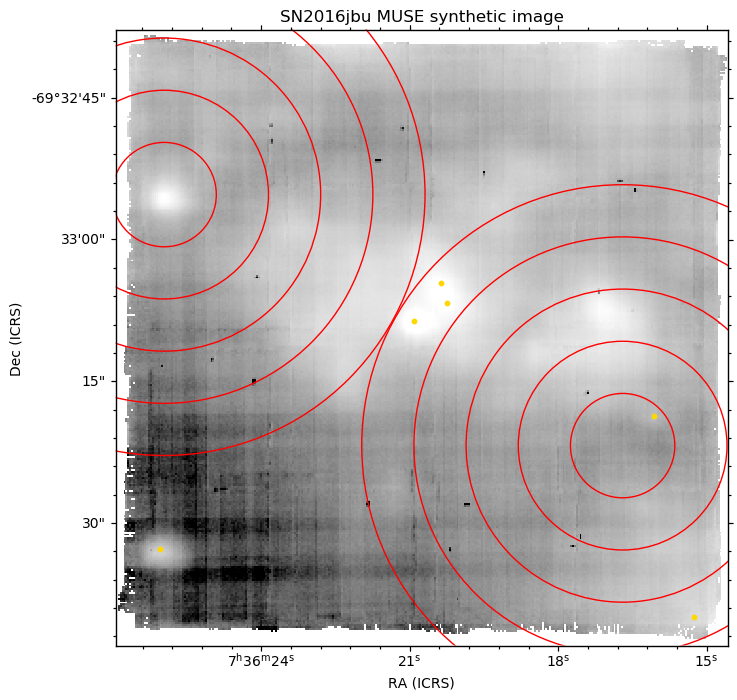 SN2016jbu MUSE synthetic image
-69°32'45"
33'00"
15"
30"
Dec (ICRS)
7ʰ36ᵐ24ˢ 21ˢ 18ˢ 15ˢ
RA (ICRS)